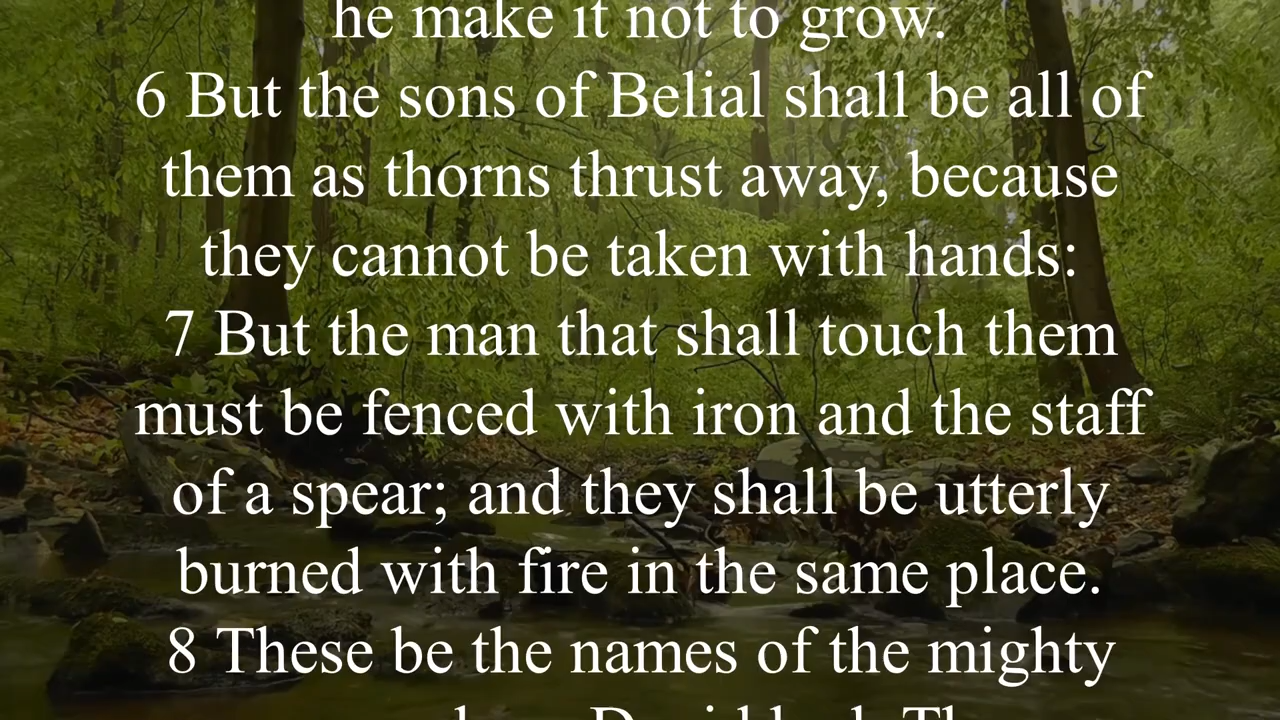 he make it not to grow.
6 But the sons of Belial shall be all of
them as thorns thrust away, because
they cannot be taken with hands:
7 But the man that shall touch them
must be fenced with iron and the staff
of a spear; and they shall be utterly
burned with fire in the same place.
8 These be the names of the mighty